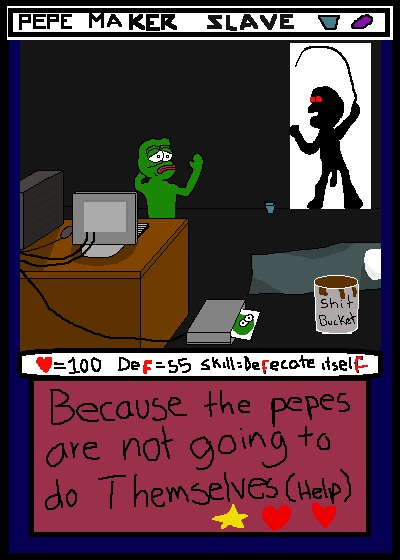 PEPE MAKER SLAVE
Shit
Bucket
=100 DeF=55 skill:Defecate itself
Because the pepes
are not going to
do Themselves (Help)